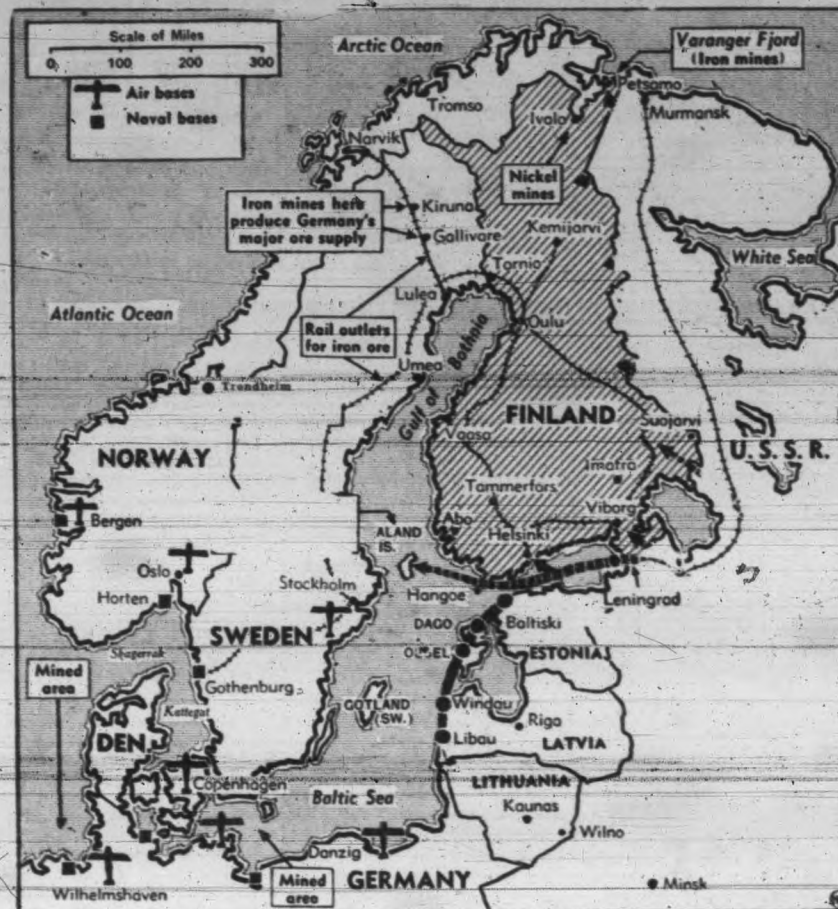 Scale of Miles
0 100 200 300
Air bases
Naval bases
Arctic Ocean
Varanger Fjord
(Iron mines)
Petsamo
Murmansk
Tromso
Ivalo
Narvik
Nickel
mines
Iron mines here
produce Germany's
major ore supply
Kiruna
Gallivare
Kemijarvi
White Sea
Tornio
Lulea
Atlantic Ocean
Oulu
Rail outlets
for iron ore
Umea
Gulf of Bothnia
Trondheim
FINLAND
Suojarvi
U. S. S. R.
Vaasa
NORWAY
Imatra
Tammerfors
Viborg
Bergen
Abo
Helsinki
ALAND
IS.
Oslo
Stockholm
Hangoe
Leningrad
Horten
Baltiski
DAGO
SWEDEN
OESEL
ESTONIA
Skagerrak
Mined
area
Gothenburg
GOTLAND
(SW.)
Windau
Kattegat
Riga
DEN.
Libau
LATVIA
LITHUANIA
Copenhagen
Baltic Sea
Kaunas
Wilno
Danzig
Mined
area
GERMANY
Wilhelmshaven
Minsk